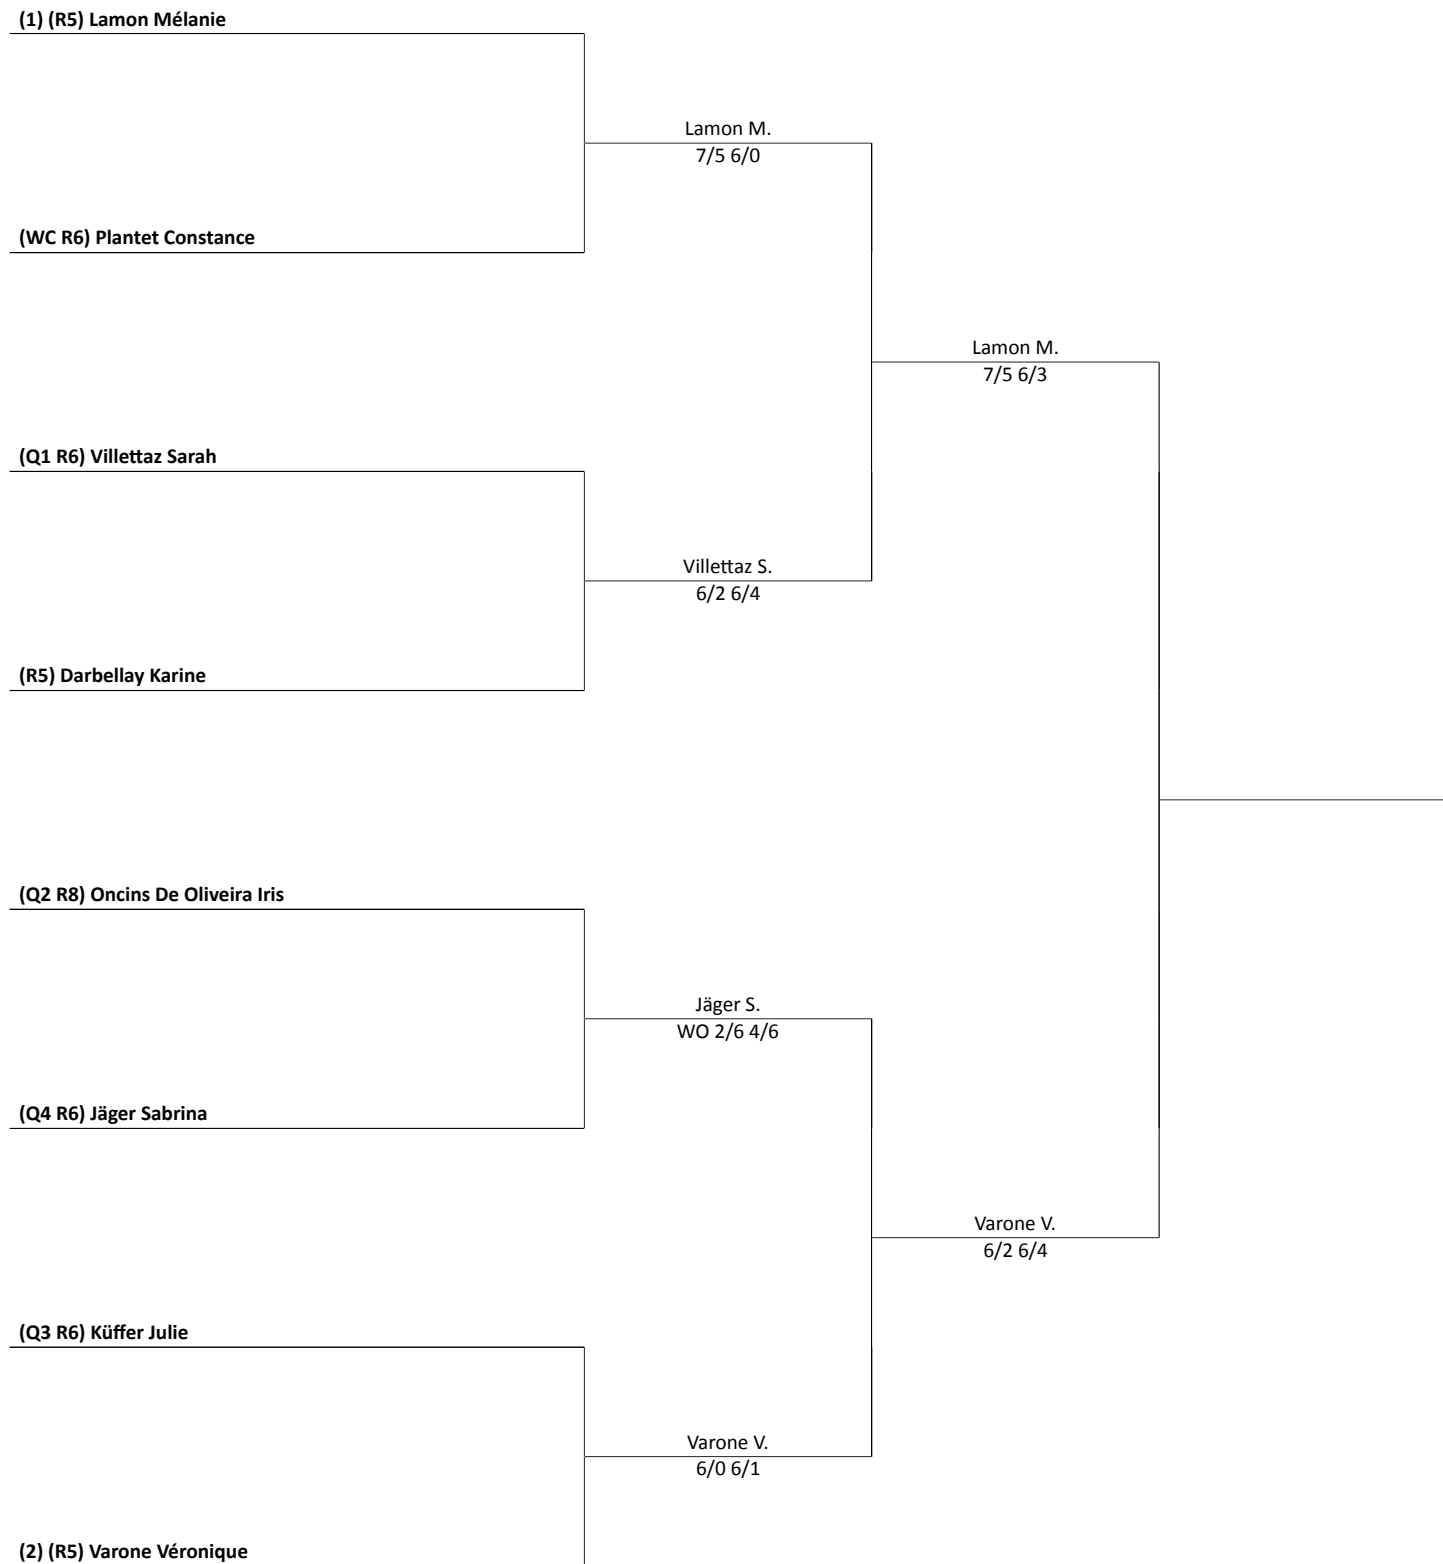 (1) (R5) Lamon Mélanie
Lamon M.
7/5 6/0
(WC R6) Plantet Constance
Lamon M.
7/5 6/3
(Q1 R6) Villettaz Sarah
Villettaz S.
6/2 6/4
(R5) Darbellay Karine
(Q2 R8) Oncins De Oliveira Iris
Jäger S.
WO 2/6 4/6
(Q4 R6) Jäger Sabrina
Varone V.
6/2 6/4
(Q3 R6) Küffer Julie
Varone V.
6/0 6/1
(2) (R5) Varone Véronique